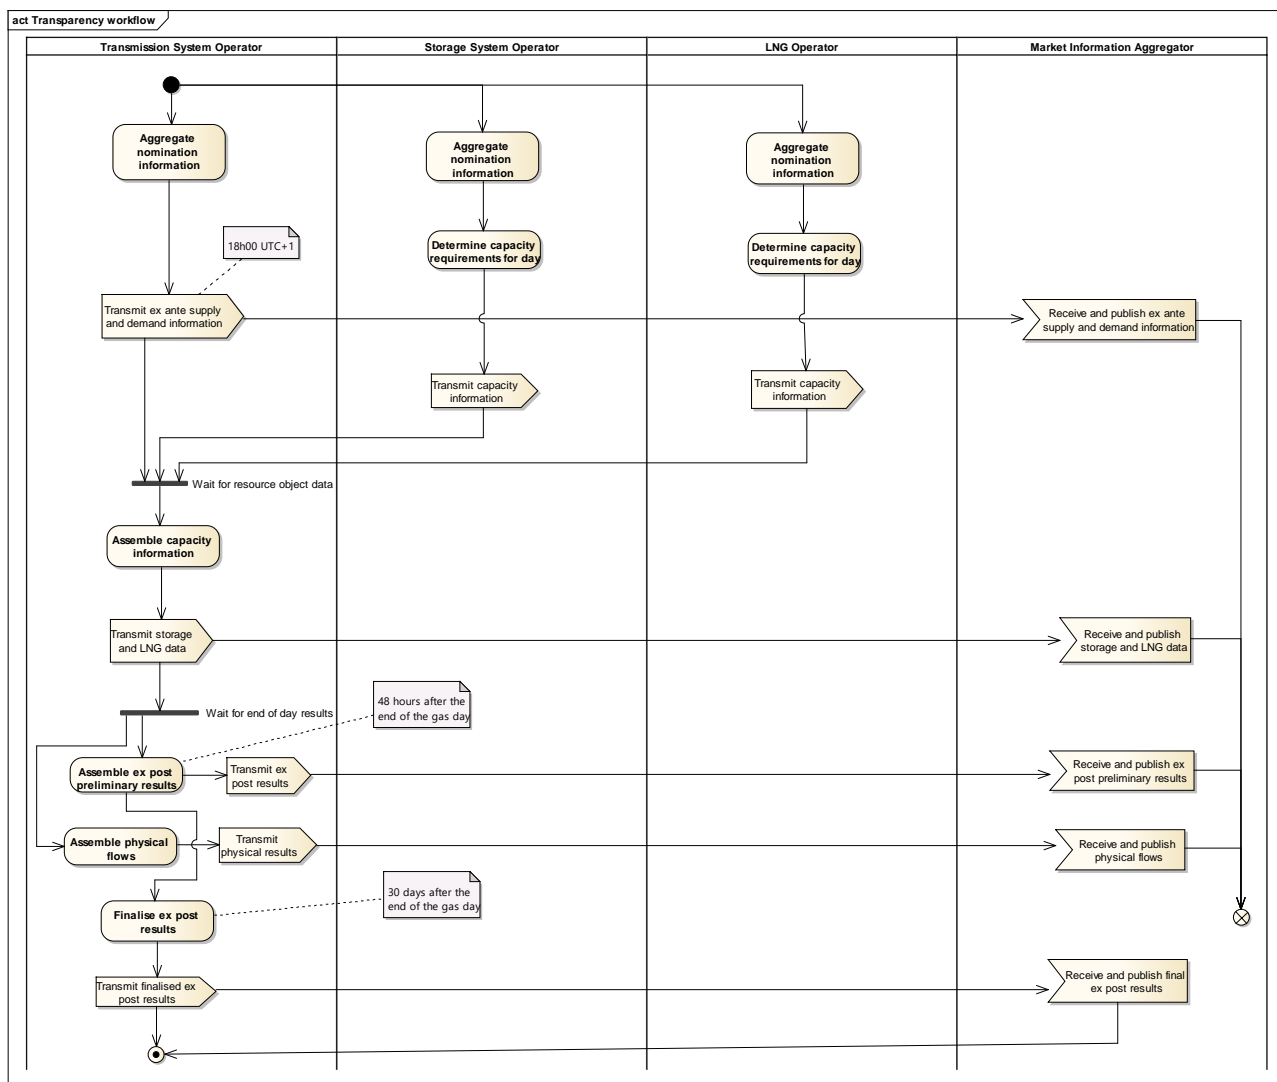 act Transparency workflow
Transmission System Operator
Storage System Operator
LNG Operator
Market Information Aggregator
Aggregate
nomination
information
Aggregate
nomination
information
Aggregate
nomination
information
18h00 UTC+1
Determine capacity
requirements for day
Determine capacity
requirements for day
Transmit ex ante supply
and demand information
Receive and publish ex ante
supply and demand information
Transmit capacity
information
Transmit capacity
information
Wait for resource object data
Assemble capacity
information
Transmit storage
and LNG data
Receive and publish
storage and LNG data
48 hours after the
end of the gas day
Wait for end of day results
Assemble ex post
preliminary results
Transmit ex
post results
Receive and publish ex
post preliminary results
Assemble physical
flows
Transmit
physical results
Receive and publish
physical flows
30 days after the
end of the gas day
Finalise ex post
results
Transmit finalised ex
post results
Receive and publish final
ex post results